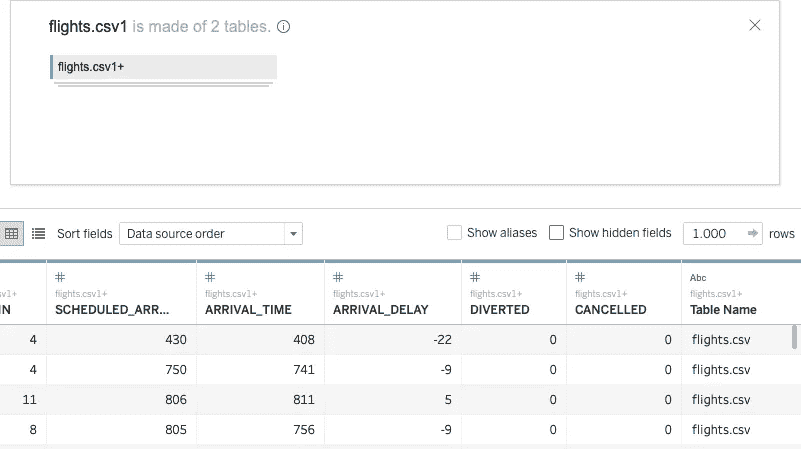 flights.csv1 is made of 2 tables.
flights.csv1+
Sort fields Data source order Show aliases Show hidden fields 1.000 rows
# # # # # Abc
sv1+ flights.csv1+ flights.csv1+ flights.csv1+ flights.csv1+ flights.csv1+ flights.csv1+
IN SCHEDULED_ARR... ARRIVAL_TIME ARRIVAL_DELAY DIVERTED CANCELLED Table Name
4 430 408 -22 0 0 flights.csv
4 750 741 -9 0 0 flights.csv
11 806 811 5 0 0 flights.csv
8 805 756 -9 0 0 flights.csv